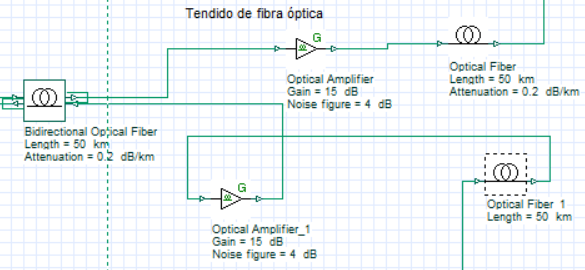 Tendido de fibra óptica
G
Optical Amplifier
Gain = 15 dB
Noise figure = 4 dB
Optical Fiber
Length = 50 km
Attenuation = 0.2 dB/km
Bidirectional Optical Fiber
Length = 50 km
Attenuation = 0.2 dB/km
G
Optical Amplifier_1
Gain = 15 dB
Noise figure = 4 dB
Optical Fiber 1
Length = 50 km